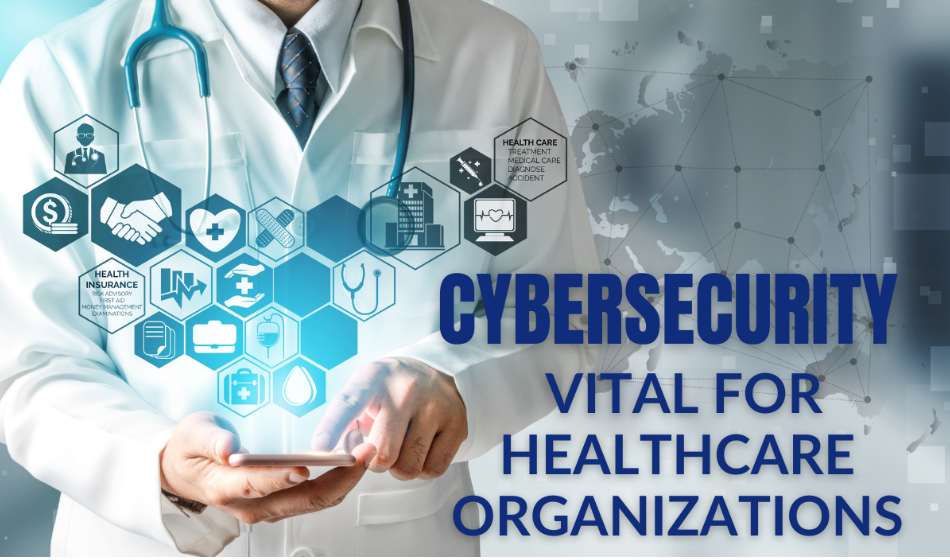 HEALTH CARE
TREATMENT
MEDICAL CARE
DIAGNOSE
ACCIDENT
$
HEALTH
INSURANCE
RISK ADVISORY
FIRST AID
MONEY MANAGEMENT
EXAMINATIONS
CYBERSECURITY
VITAL FOR
HEALTHCARE
ORGANIZATIONS